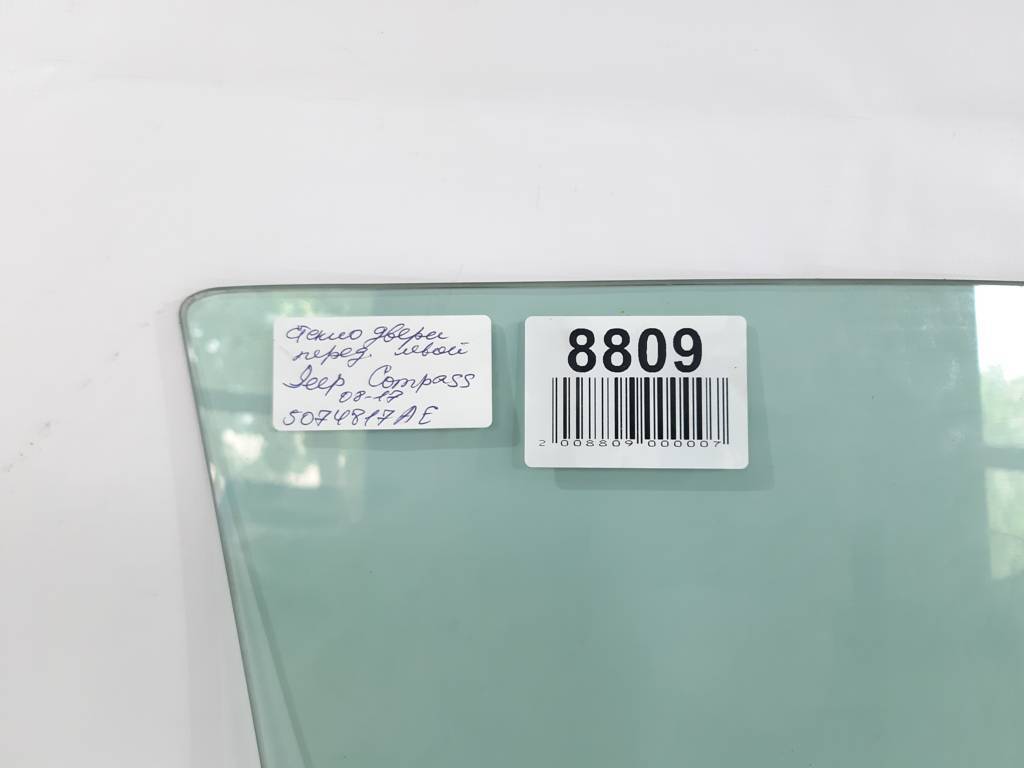 стекло двери
перед. левой
Jeep Compass
08-17
5074817AE
8809
2 008809 000007